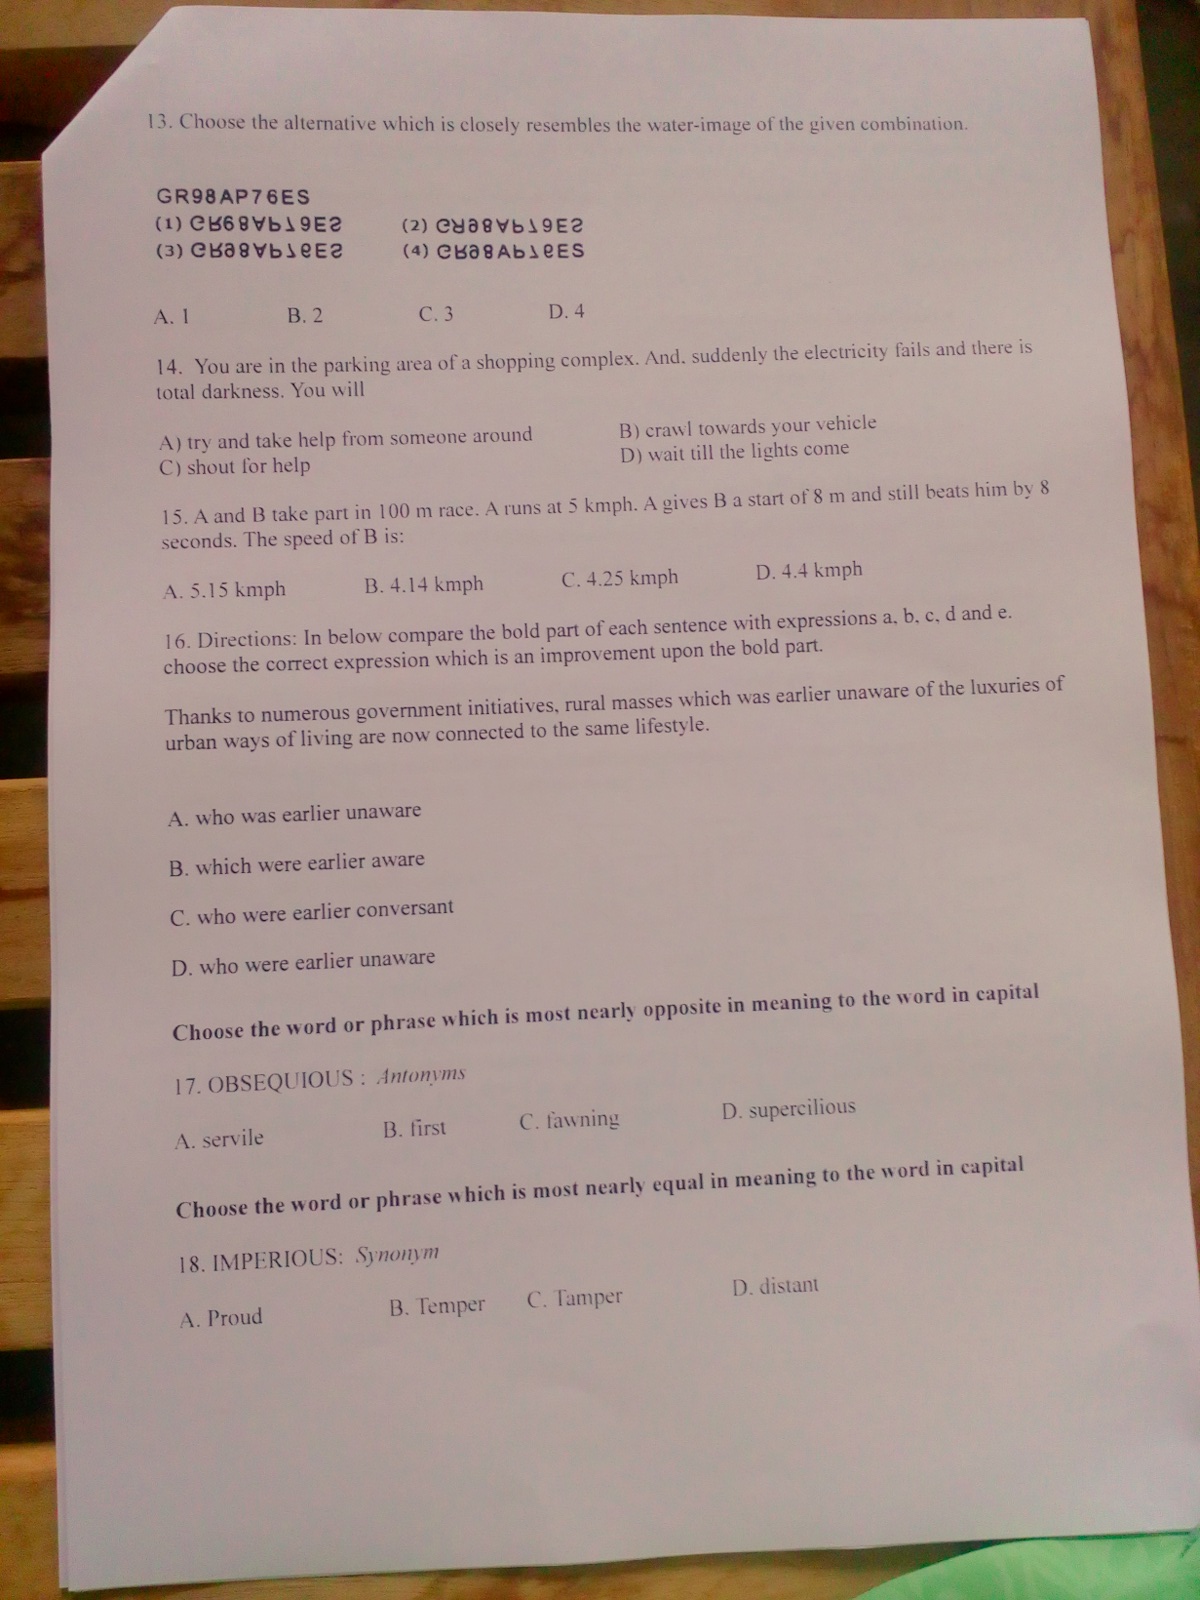 13. Choose the alternative which is closely resembles the water-image of the given combination.
GR98AP76ES
(1) (2)
(3) (4)
A. 1 B. 2 C. 3 D. 4
14. You are in the parking area of a shopping complex. And, suddenly the electricity fails and there is
total darkness. You will
A) try and take help from someone around B) crawl towards your vehicle
C) shout for help D) wait till the lights come
15. A and B take part in 100 m race. A runs at 5 kmph. A gives B a start of 8 m and still beats him by 8
seconds. The speed of B is:
A. 5.15 kmph B. 4.14 kmph C. 4.25 kmph D. 4.4 kmph
16. Directions: In below compare the bold part of each sentence with expressions a, b, c, d and e.
choose the correct expression which is an improvement upon the bold part.
Thanks to numerous government initiatives, rural masses which was earlier unaware of the luxuries of
urban ways of living are now connected to the same lifestyle.
A. who was earlier unaware
B. which were earlier aware
C. who were earlier conversant
D. who were earlier unaware
Choose the word or phrase which is most nearly opposite in meaning to the word in capital
17. OBSEQUIOUS : Antonyms
A. servile B. first C. fawning D. supercilious
Choose the word or phrase which is most nearly equal in meaning to the word in capital
18. IMPERIOUS: Synonym
A. Proud B. Temper C. Tamper D. distant